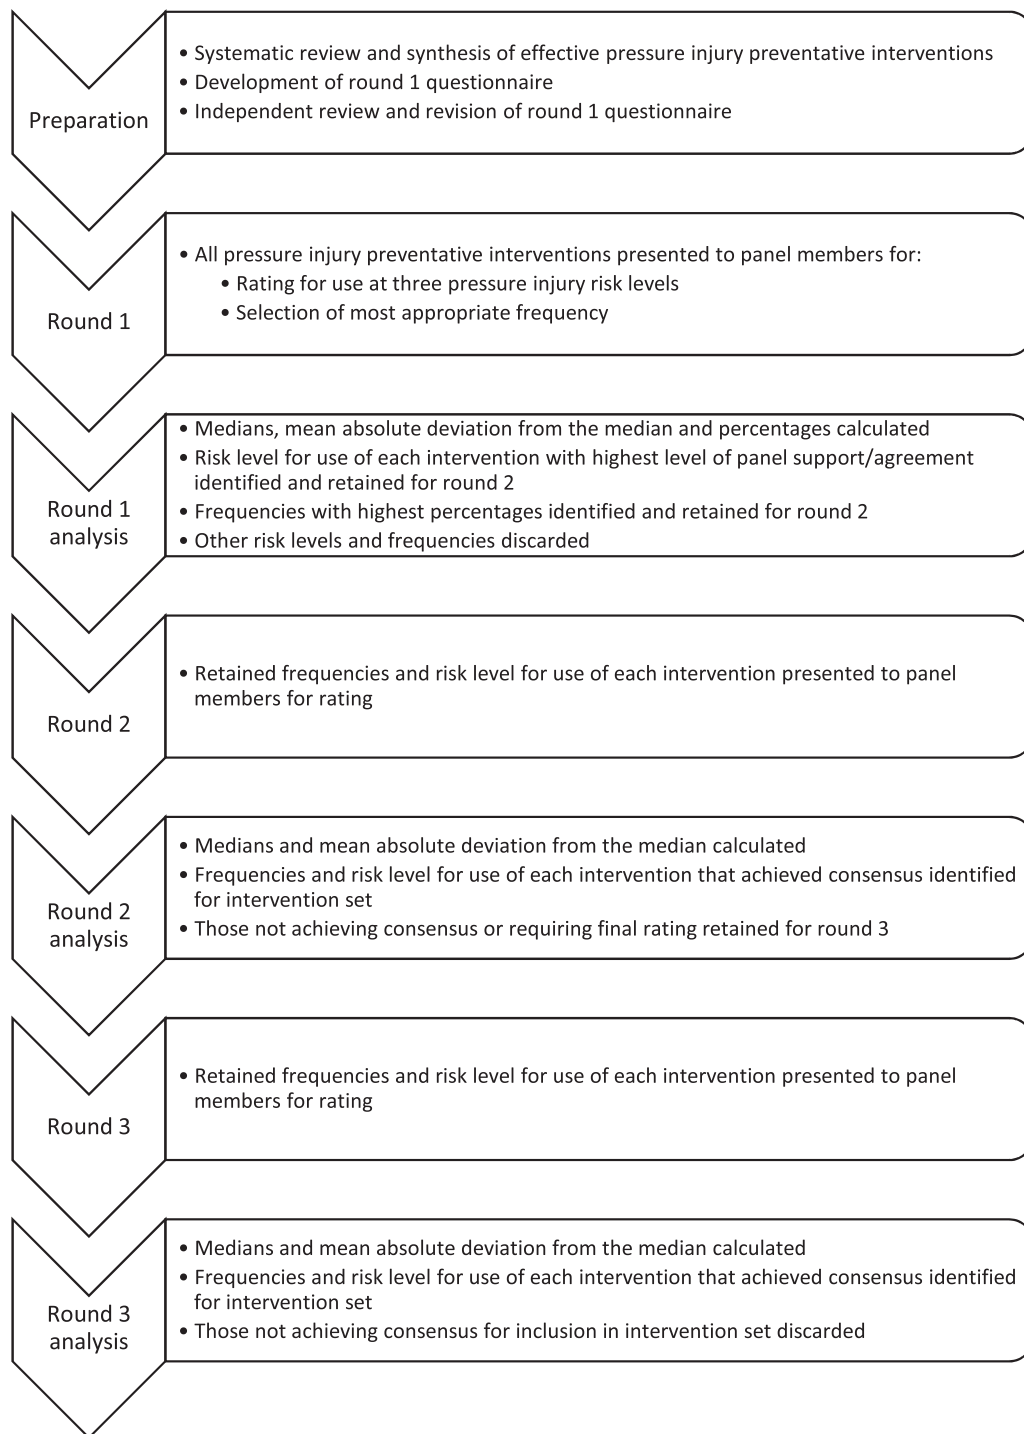 Preparation
• Systematic review and synthesis of effective pressure injury preventative interventions
• Development of round 1 questionnaire
• Independent review and revision of round 1 questionnaire
Round 1
• All pressure injury preventative interventions presented to panel members for:
• Rating for use at three pressure injury risk levels
• Selection of most appropriate frequency
Round 1
analysis
• Medians, mean absolute deviation from the median and percentages calculated
• Risk level for use of each intervention with highest level of panel support/agreement
identified and retained for round 2
• Frequencies with highest percentages identified and retained for round 2
• Other risk levels and frequencies discarded
Round 2
• Retained frequencies and risk level for use of each intervention presented to panel
members for rating
Round 2
analysis
• Medians and mean absolute deviation from the median calculated
• Frequencies and risk level for use of each intervention that achieved consensus identified
for intervention set
• Those not achieving consensus or requiring final rating retained for round 3
Round 3
• Retained frequencies and risk level for use of each intervention presented to panel
members for rating
Round 3
analysis
• Medians and mean absolute deviation from the median calculated
• Frequencies and risk level for use of each intervention that achieved consensus identified
for intervention set
• Those not achieving consensus for inclusion in intervention set discarded